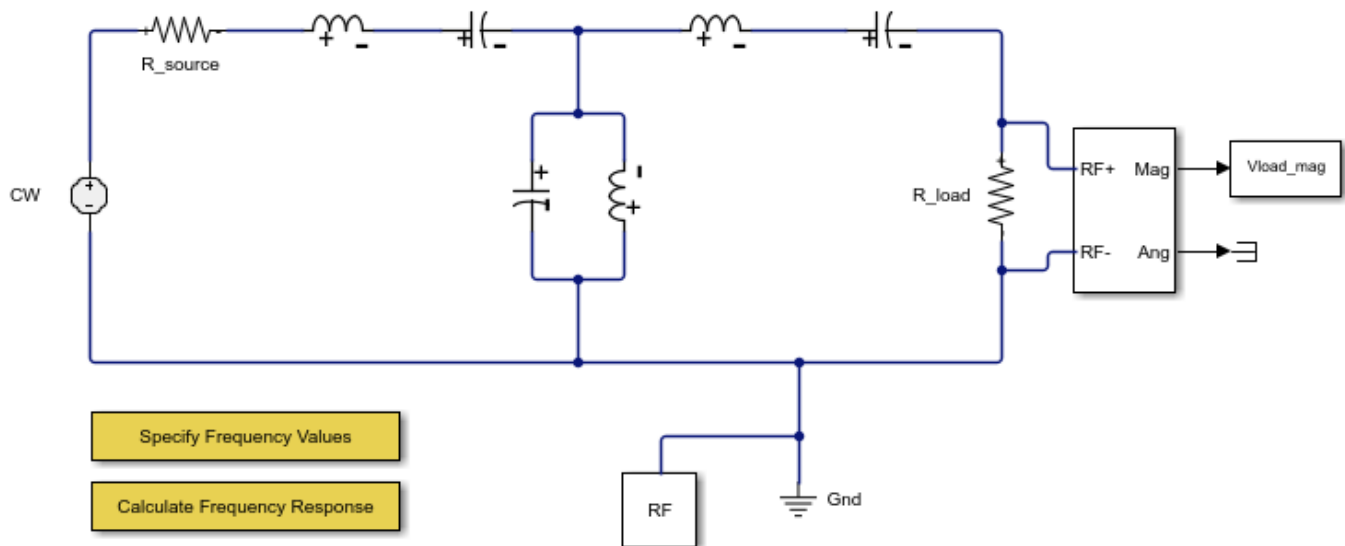 R_source
CW
R_load
RF+
Mag
Vload_mag
RF-
Ang
Specify Frequency Values
Calculate Frequency Response
RF
Gnd